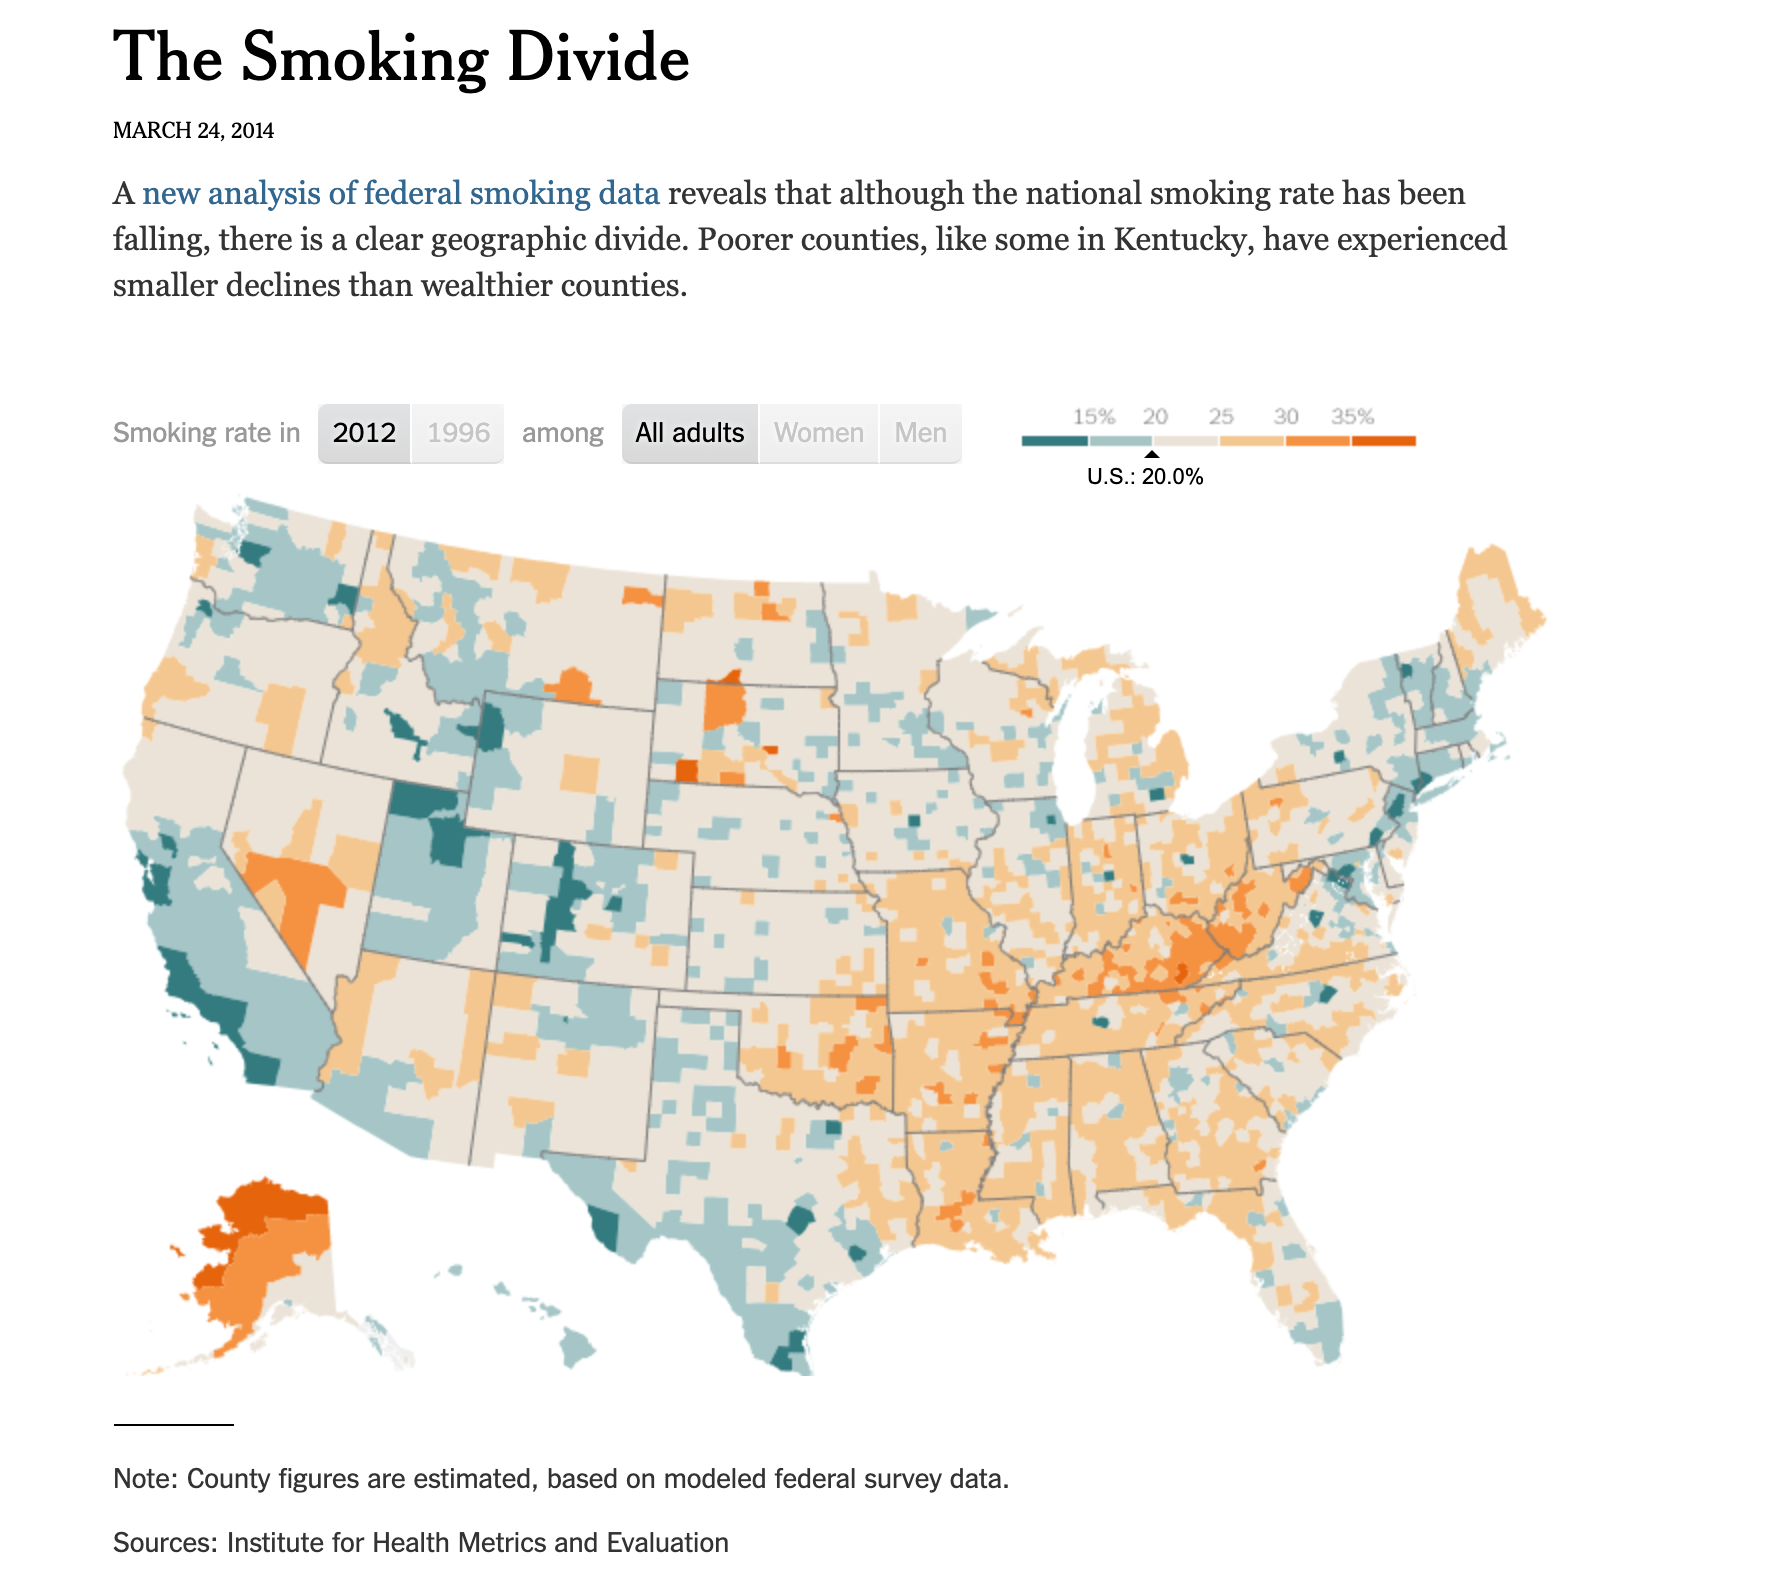 The Smoking Divide
MARCH 24, 2014
A new analysis of federal smoking data reveals that although the national smoking rate has been
falling, there is a clear geographic divide. Poorer counties, like some in Kentucky, have experienced
smaller declines than wealthier counties.
Smoking rate in 2012 1996 among All adults Women Men
15% 20 25 30 35%
U.S.: 20.0%
Note: County figures are estimated, based on modeled federal survey data.
Sources: Institute for Health Metrics and Evaluation